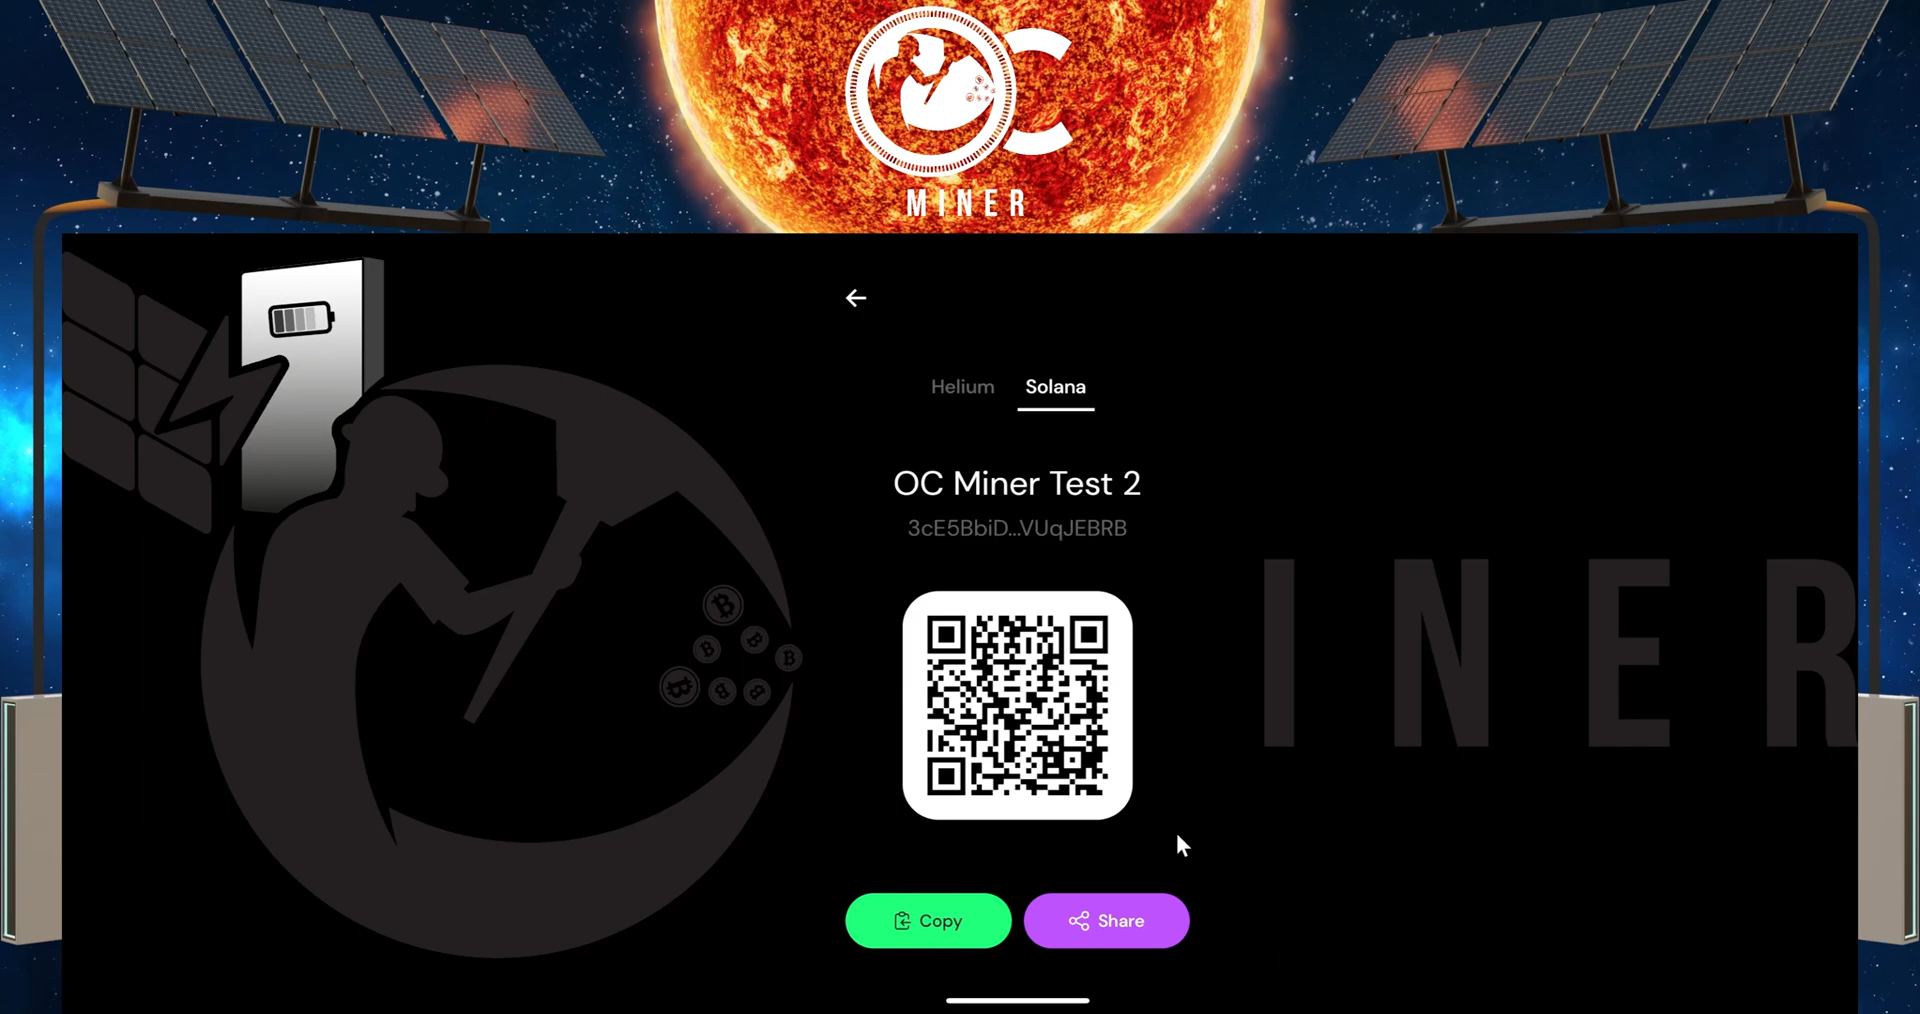 OC
MINER
Helium Solana
OC Miner Test 2
3cE5BbiD...VUqJEBRB
INER
Copy Share